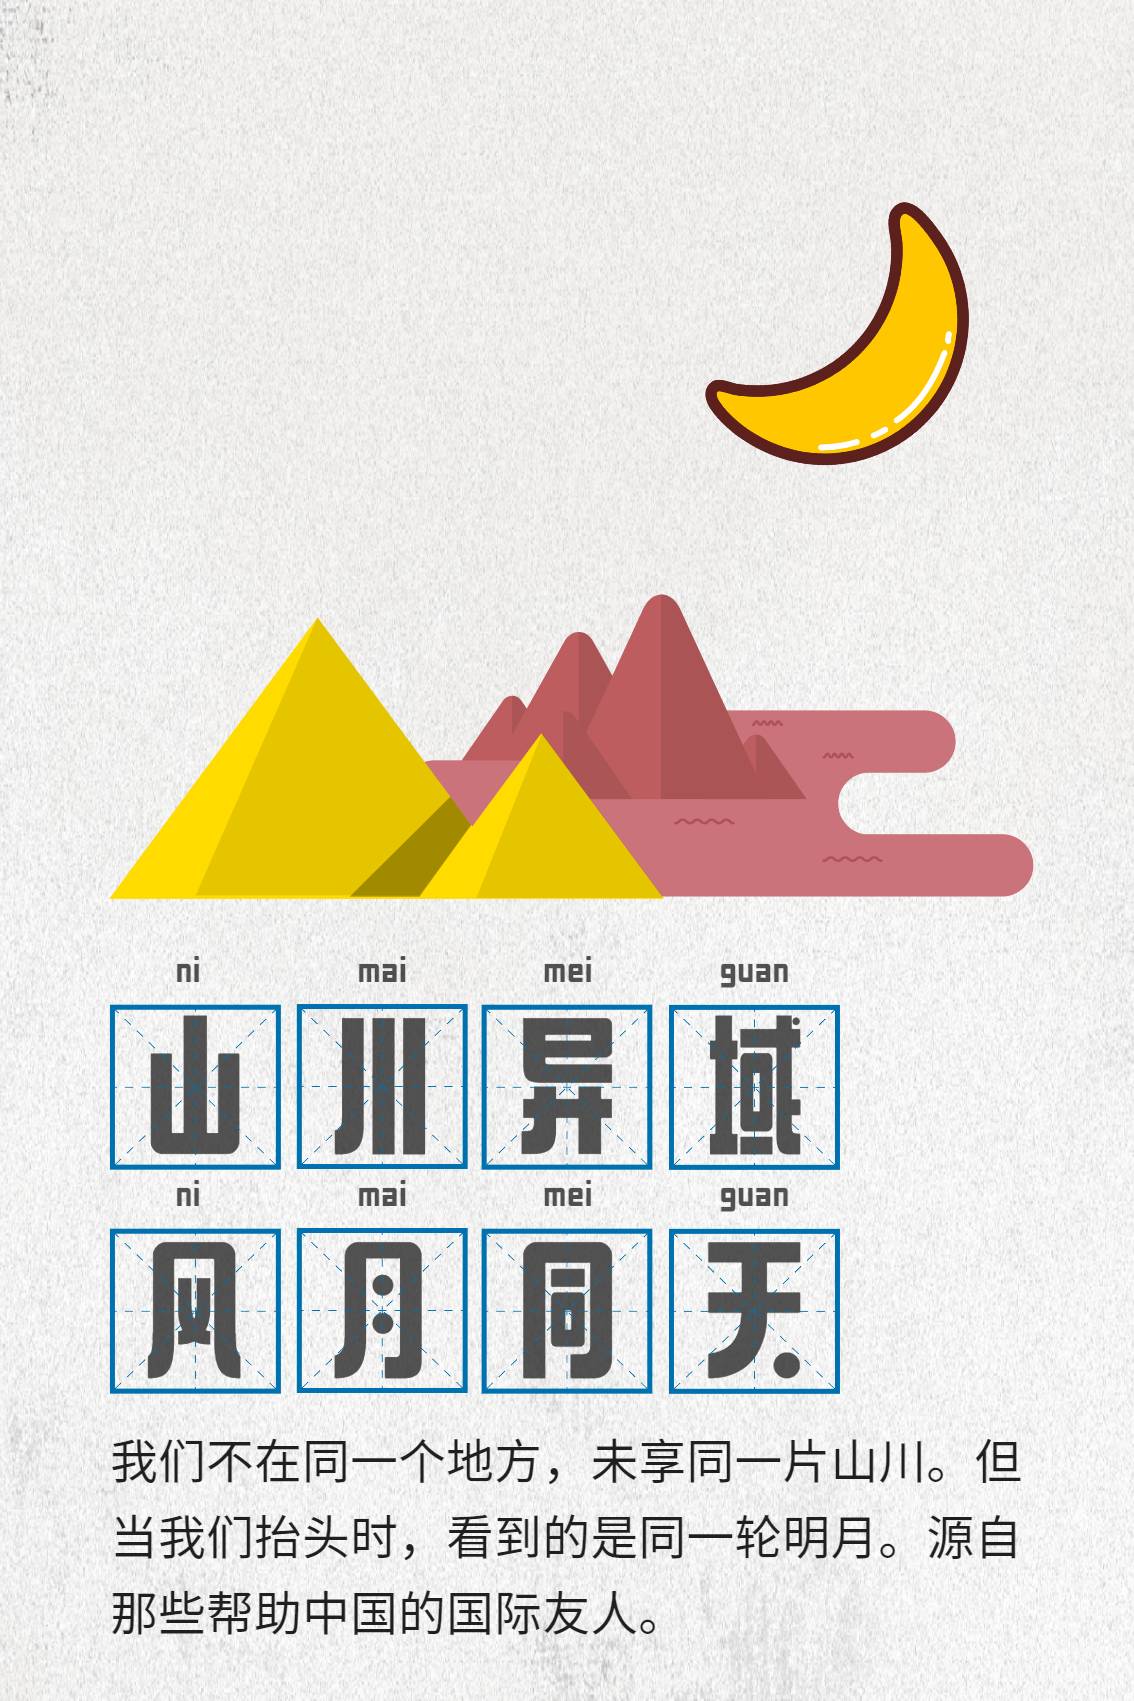 ni mai mei guan
山川异域
ni mai mei guan
风月同天
我们不在同一个地方，未享同一片山川。但
当我们抬头时，看到的是同一轮明月。源自
那些帮助中国的国际友人。